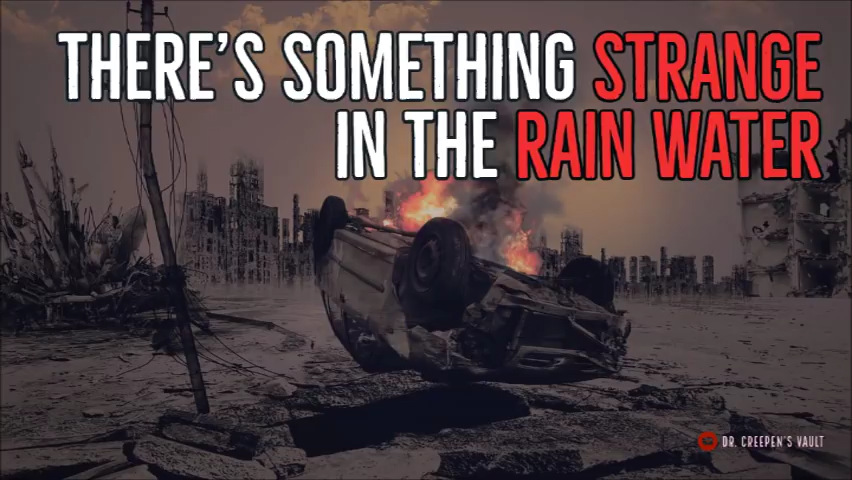 THERE'S SOMETHING STRANGE
IN THE RAIN WATER
DR. CREEPEN'S VAULT